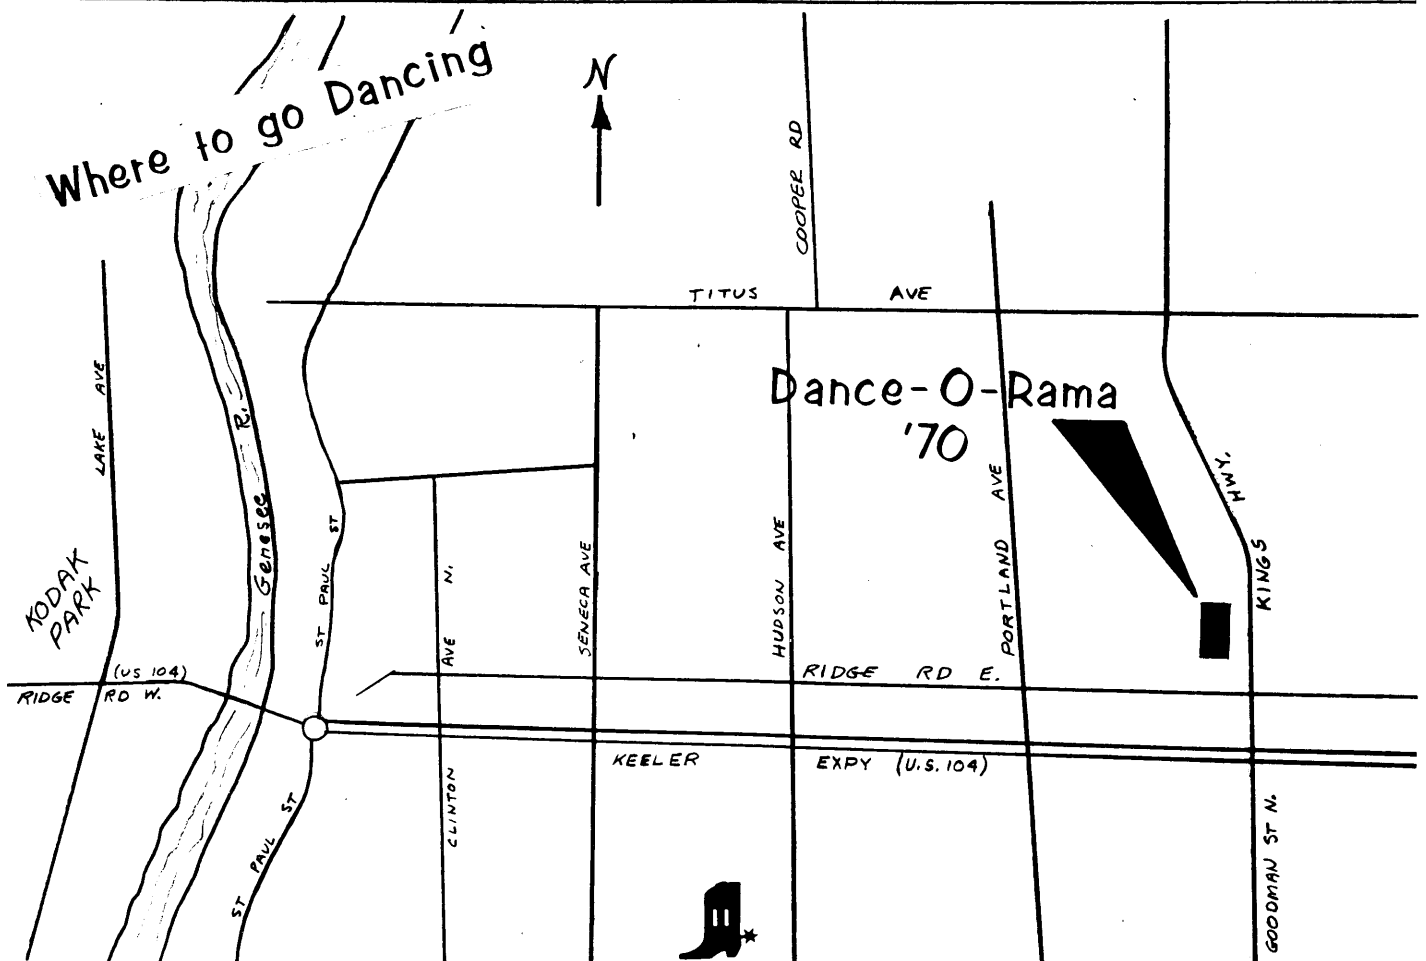 Where to go Dancing
N
COOPER RD
TITUS AVE
LAKE AVE
Genesee R.
Dance-O-Rama
'70
KODAK
PARK
ST PAUL ST
CLINTON AVE N.
SENECA AVE
HUDSON AVE
PORTLAND AVE
KINGS HWY.
(US 104)
RIDGE RD W.
RIDGE RD E.
KEELER EXPY (U.S. 104)
ST PAUL ST
GOODMAN ST N.